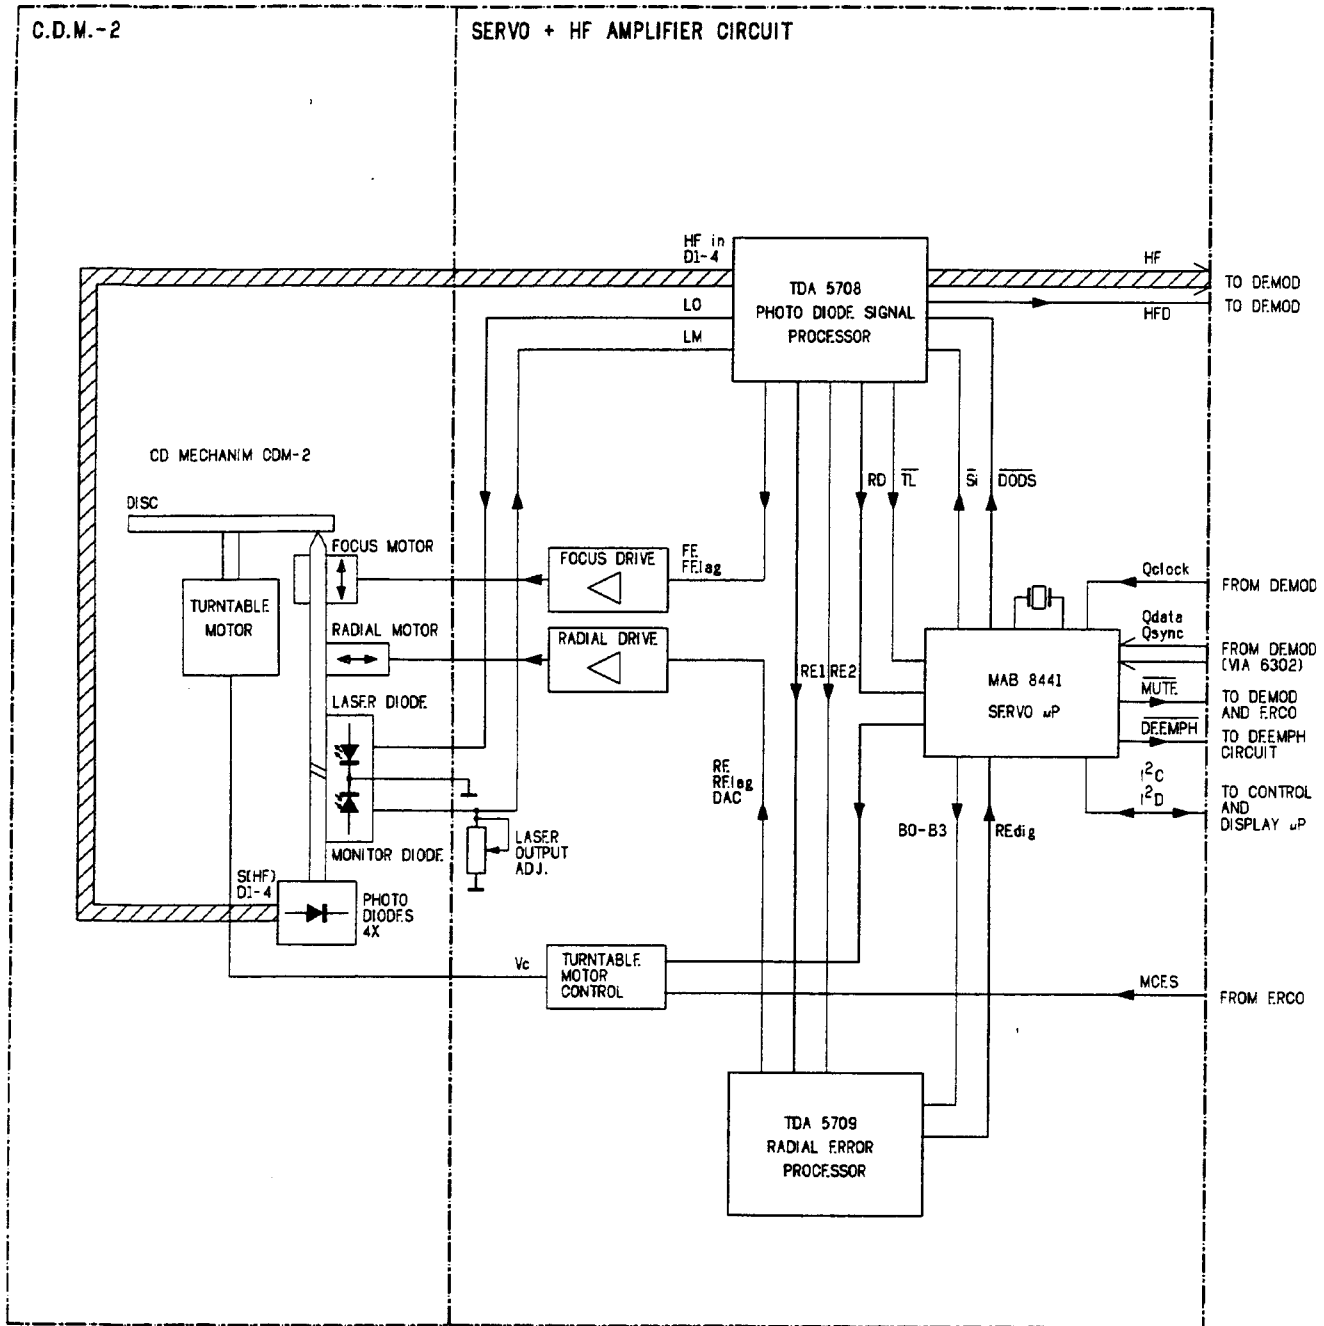 C.D.M.-2
SERVO + HF AMPLIFIER CIRCUIT
HF in
D1-4
HF
TO DEMOD
TDA 5708
PHOTO DIODE SIGNAL
PROCESSOR
LO
HFD
TO DEMOD
LM
CD MECHANIM CDM-2
DISC
RD
TL
SI
DODS
FOCUS MOTOR
FOCUS DRIVE
FE
FElag
TURNTABLE
MOTOR
RADIAL MOTOR
RADIAL DRIVE
Qclock
FROM DEMOD
Qdata
Qsync
FROM DEMOD
(VIA 6302)
RE1
RE2
MAB 8441
SERVO µP
MUTE
TO DEMOD
AND ERCO
DEEMPH
TO DEEMPH
CIRCUIT
LASER DIODE
RE
RElag
DAC
I²C
I²D
TO CONTROL
AND
DISPLAY µP
B0-B3
REdig
MONITOR DIODE
LASER
OUTPUT
ADJ.
S(HF)
D1-4
PHOTO
DIODES
4X
Vc
TURNTABLE
MOTOR
CONTROL
MCES
FROM ERCO
TDA 5709
RADIAL ERROR
PROCESSOR